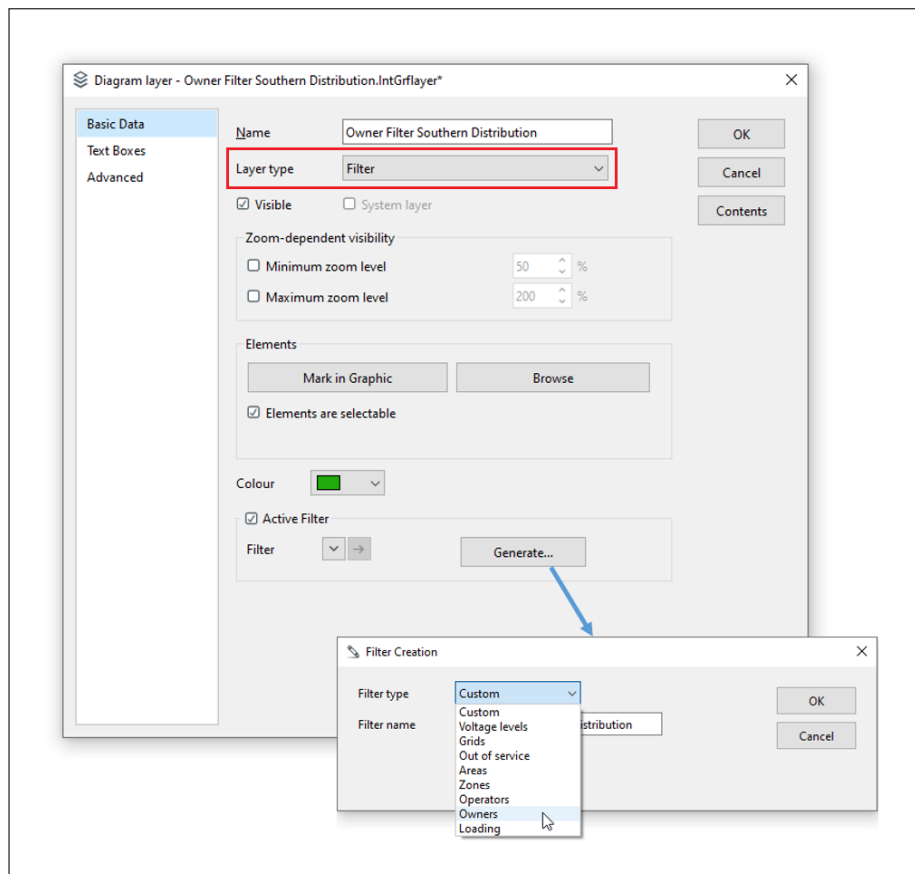 Diagram layer - Owner Filter Southern Distribution.IntGrflayer*
Basic Data
Text Boxes
Advanced
Name Owner Filter Southern Distribution
Layer type Filter
Visible System layer
OK
Cancel
Contents
Zoom-dependent visibility
Minimum zoom level 50 %
Maximum zoom level 200 %
Elements
Mark in Graphic Browse
Elements are selectable
Colour
Active Filter
Filter Generate...
Filter Creation
Filter type Custom
Filter name istribution
OK
Cancel
Custom
Voltage levels
Grids
Out of service
Areas
Zones
Operators
Owners
Loading